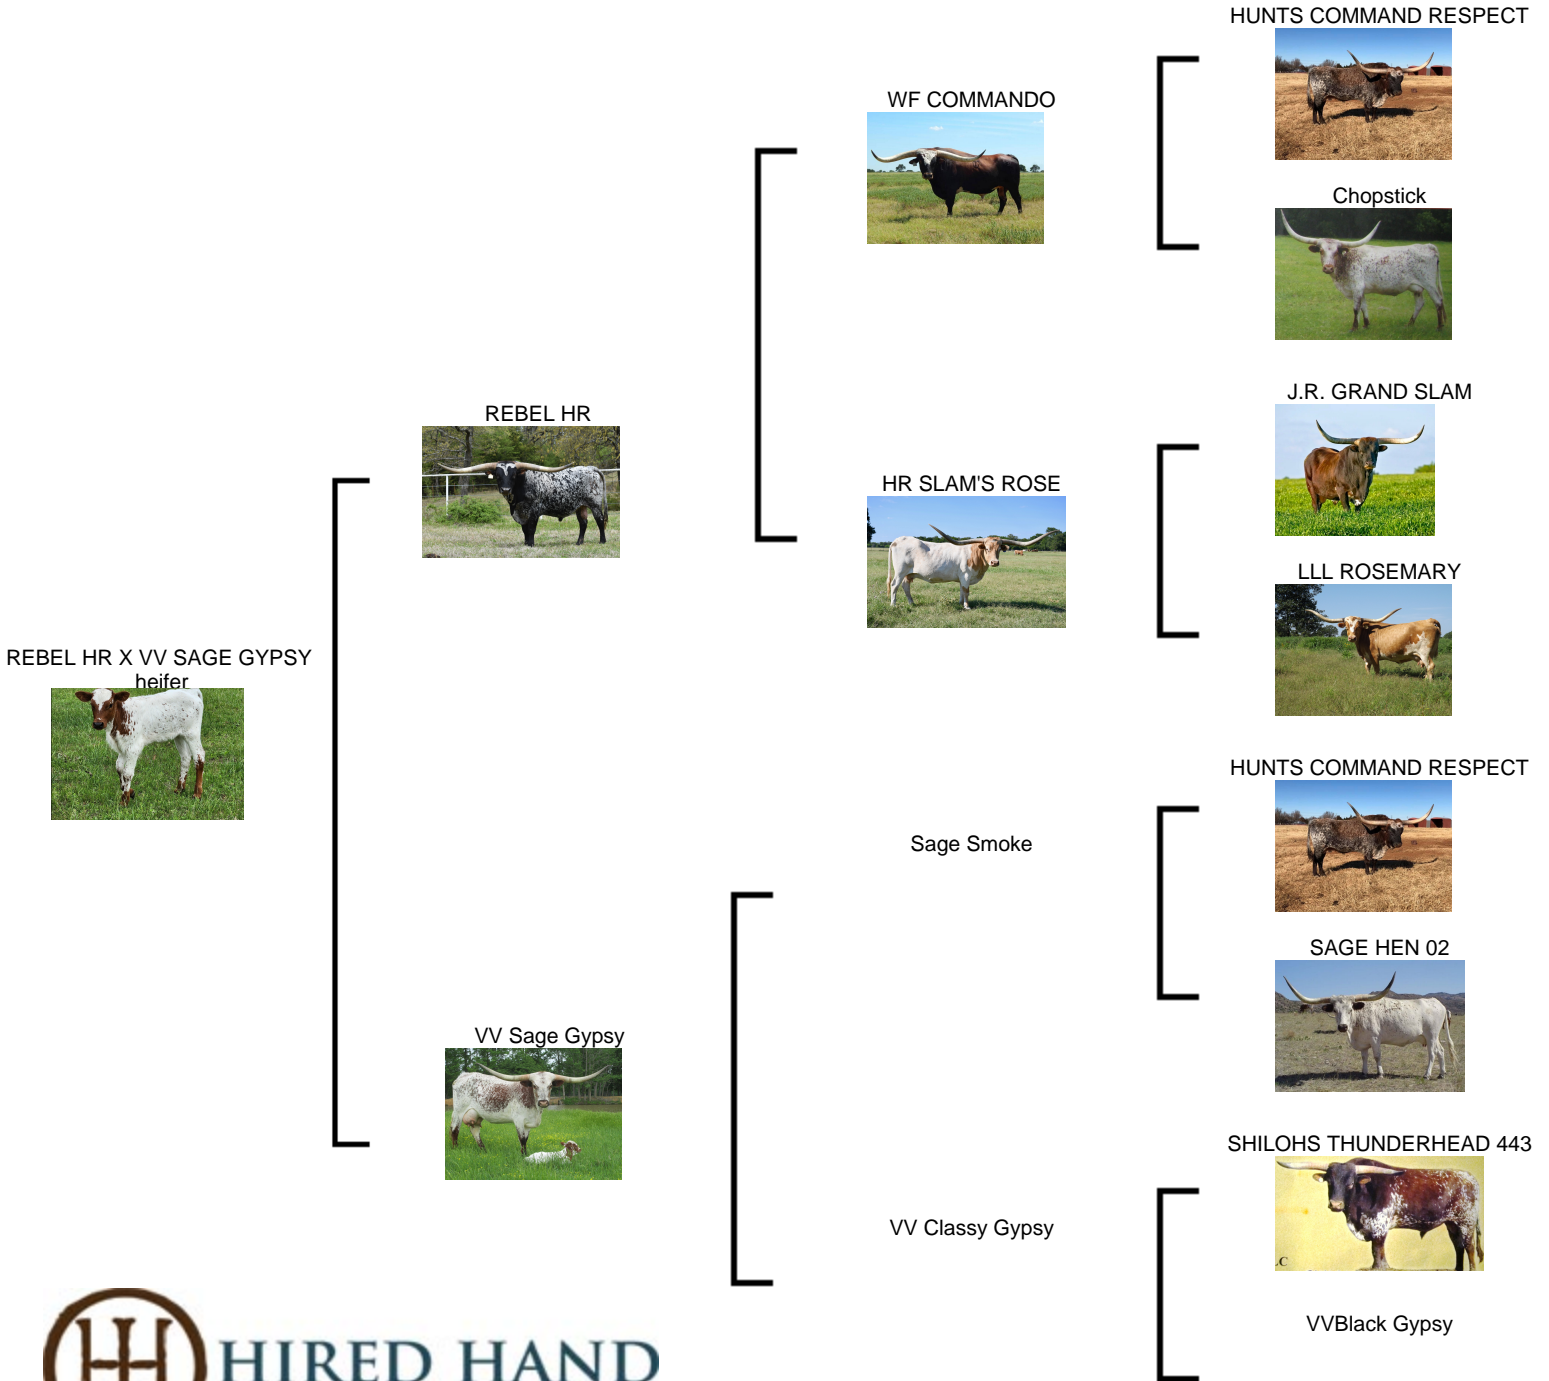 HUNTS COMMAND RESPECT
WF COMMANDO
Chopstick
J.R. GRAND SLAM
REBEL HR
HR SLAM'S ROSE
LLL ROSEMARY
REBEL HR X VV SAGE GYPSY
heifer
HUNTS COMMAND RESPECT
Sage Smoke
SAGE HEN 02
VV Sage Gypsy
SHILOHS THUNDERHEAD 443
VV Classy Gypsy
LC
VVBlack Gypsy
HIRED HAND